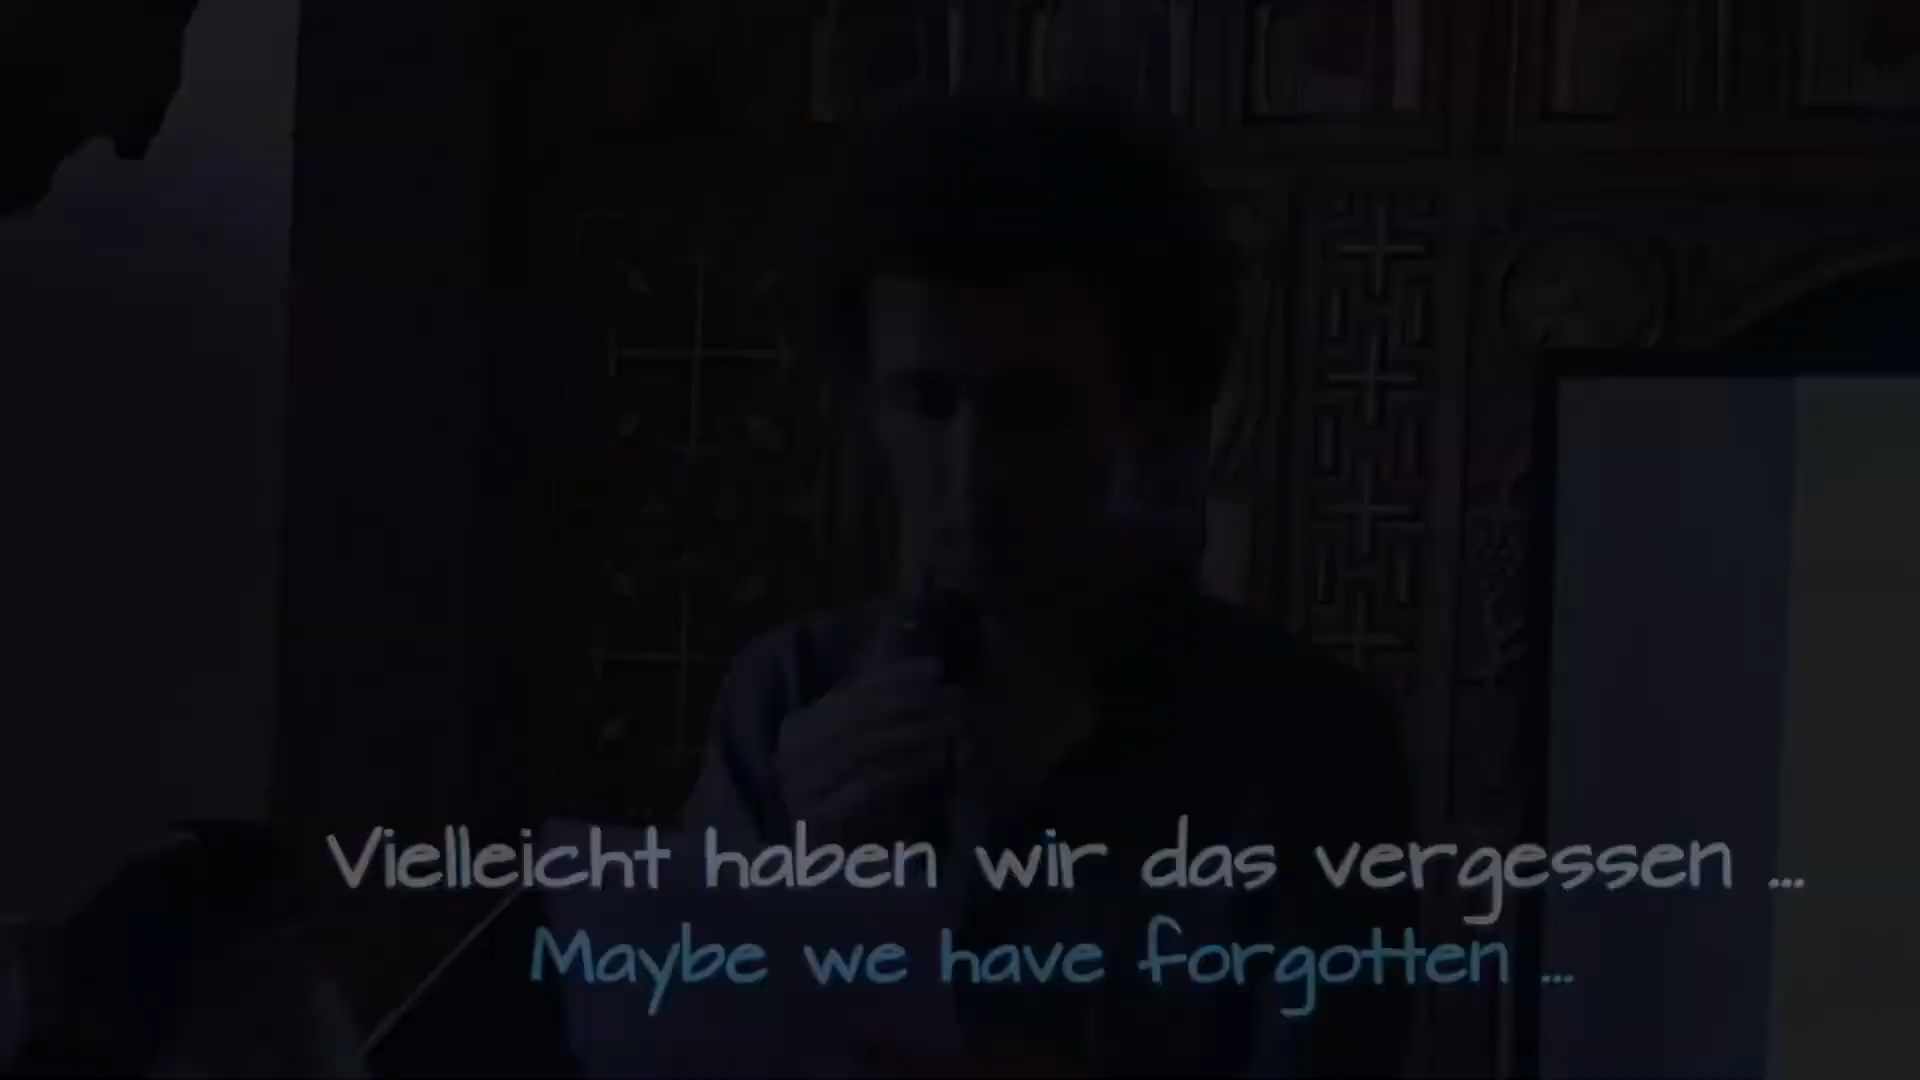 Vielleicht haben wir das vergessen ...
Maybe we have forgotten ...